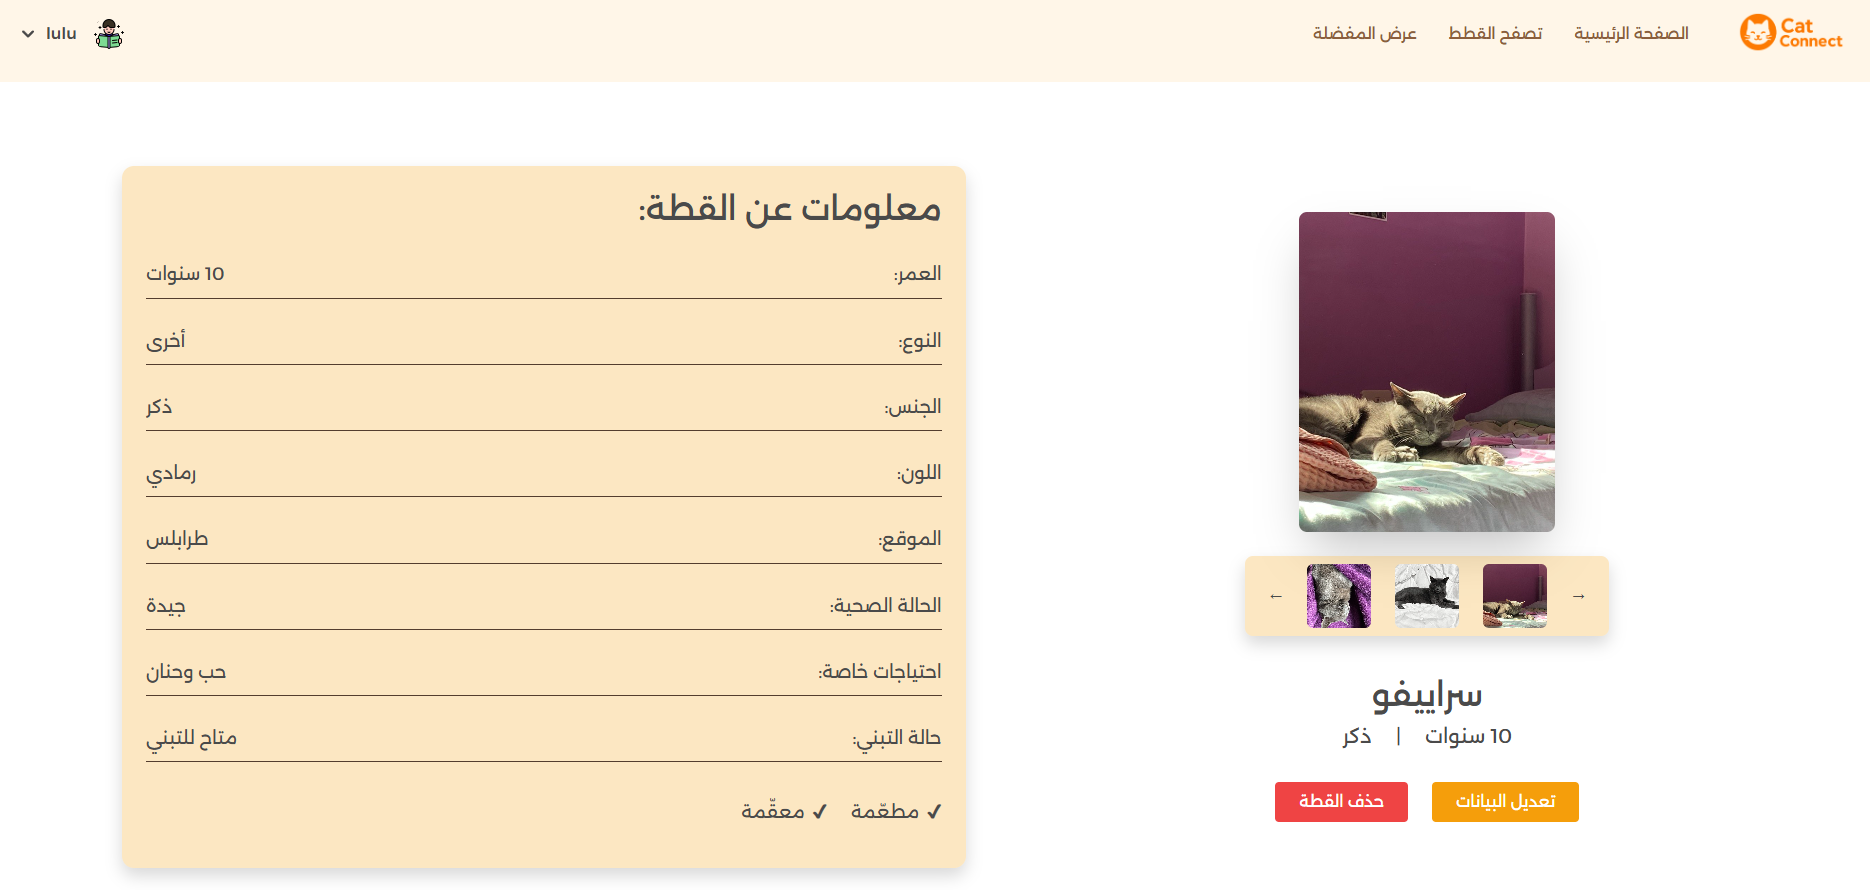 Cat
Connect
الصفحة الرئيسية
تصفح القطط
عرض المفضلة
lulu
سراييفو
10 سنوات | ذكر
تعديل البيانات
حذف القطة
معلومات عن القطة:
العمر: 10 سنوات
النوع: أخرى
الجنس: ذكر
اللون: رمادي
الموقع: طرابلس
الحالة الصحية: جيدة
احتياجات خاصة: حب وحنان
حالة التبني: متاح للتبني
✔ مطعّمة ✔ معقّمة